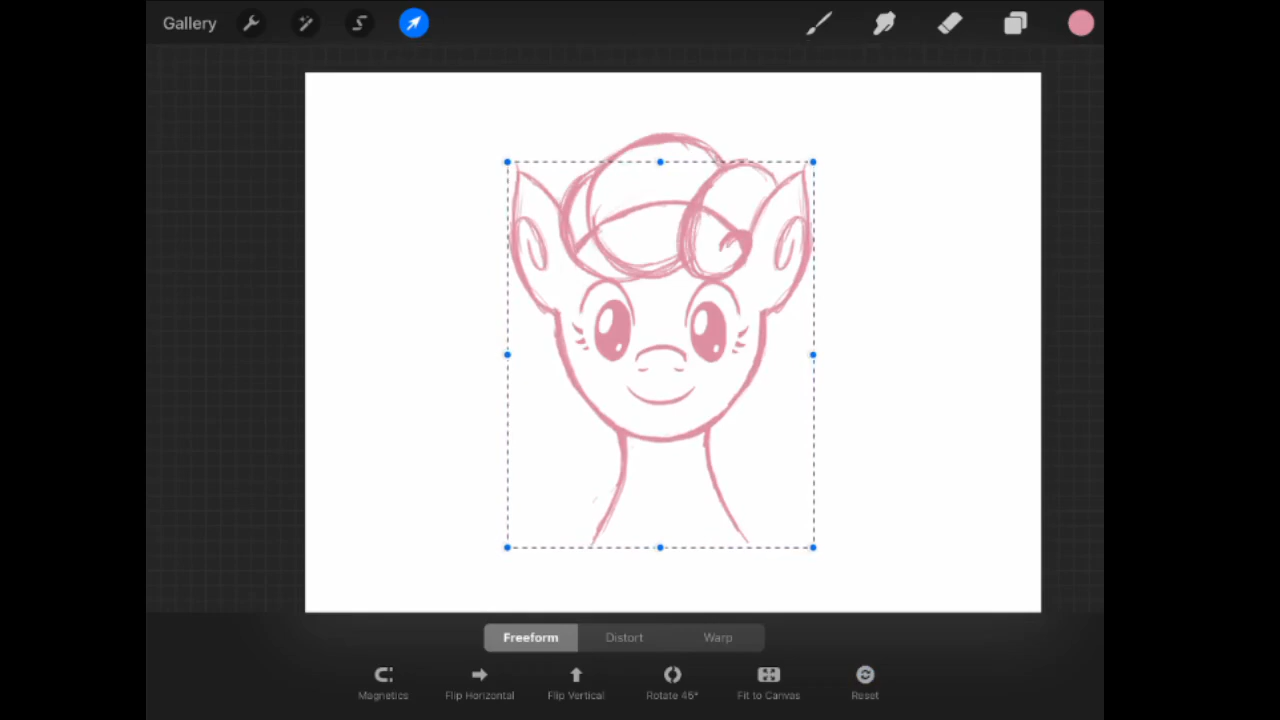 Gallery
Freeform Distort Warp
Magnetics Flip Horizontal Flip Vertical Rotate 45° Fit to Canvas Reset